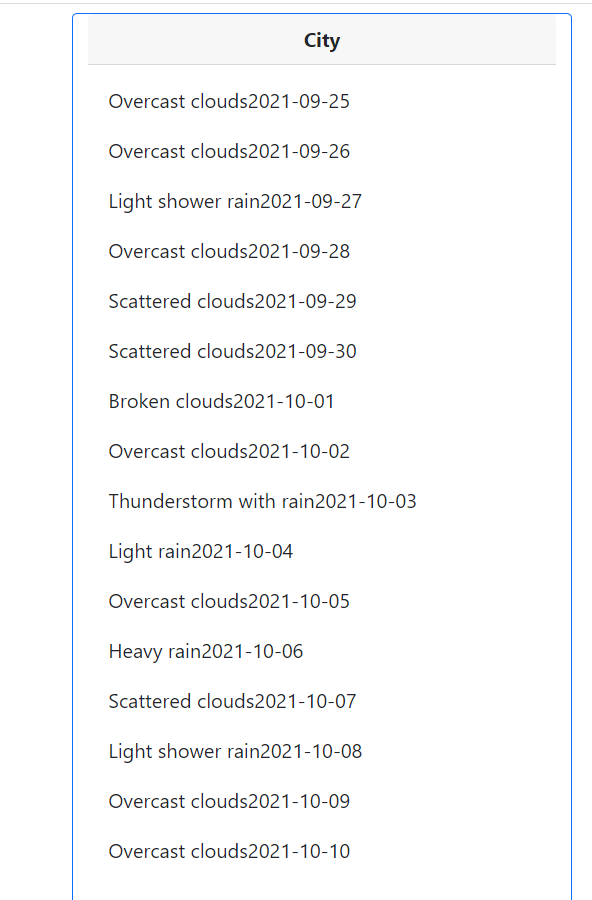 City
Overcast clouds2021-09-25
Overcast clouds2021-09-26
Light shower rain2021-09-27
Overcast clouds2021-09-28
Scattered clouds2021-09-29
Scattered clouds2021-09-30
Broken clouds2021-10-01
Overcast clouds2021-10-02
Thunderstorm with rain2021-10-03
Light rain2021-10-04
Overcast clouds2021-10-05
Heavy rain2021-10-06
Scattered clouds2021-10-07
Light shower rain2021-10-08
Overcast clouds2021-10-09
Overcast clouds2021-10-10